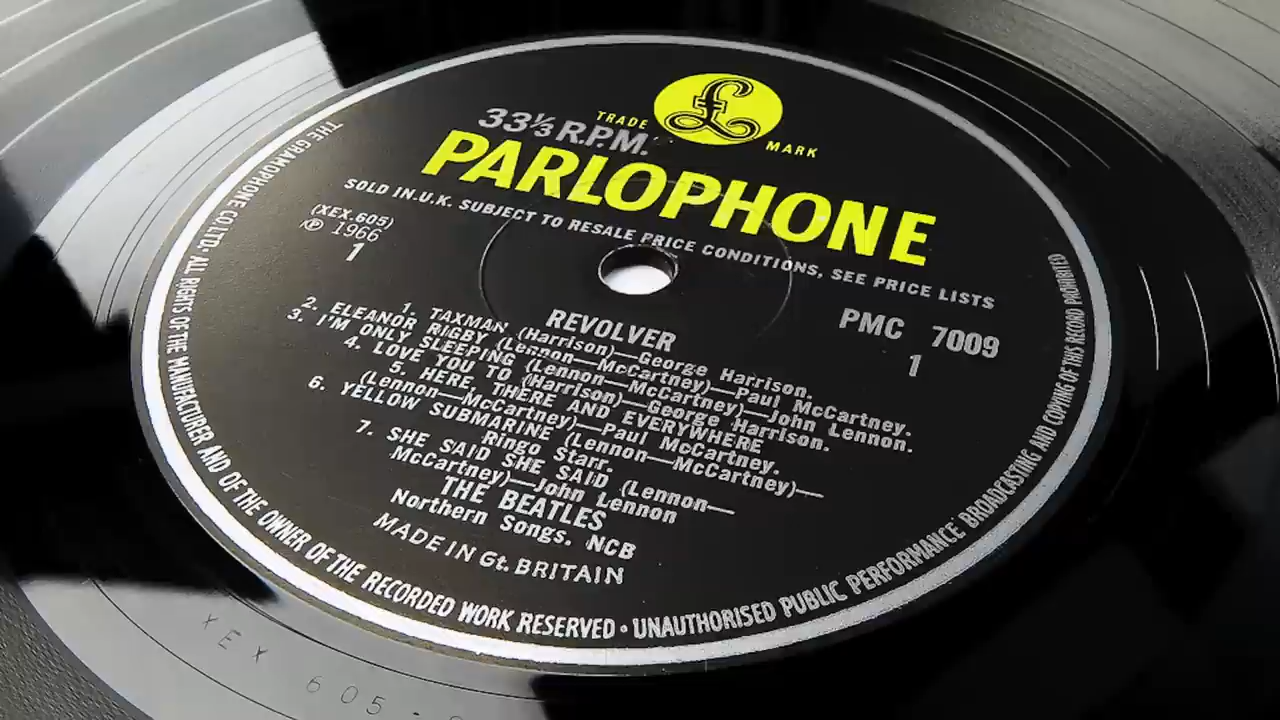 £
TRADE MARK
33⅓ R.P.M.
PARLOPHONE
SOLD IN U.K. SUBJECT TO RESALE PRICE CONDITIONS, SEE PRICE LISTS
(XEX.605)
℗ 1966
1
PMC 7009
1
REVOLVER
1. TAXMAN (Harrison)—George Harrison.
2. ELEANOR RIGBY (Lennon—McCartney)—Paul McCartney.
3. I'M ONLY SLEEPING (Lennon—McCartney)—John Lennon.
4. LOVE YOU TO (Harrison)—George Harrison.
5. HERE, THERE AND EVERYWHERE
(Lennon—McCartney)—Paul McCartney.
6. YELLOW SUBMARINE (Lennon—McCartney)—
Ringo Starr.
7. SHE SAID SHE SAID (Lennon—
McCartney)—John Lennon
THE BEATLES
Northern Songs. NCB
MADE IN Gt. BRITAIN
THE GRAMOPHONE CO LTD. · ALL RIGHTS OF THE MANUFACTURER AND OF THE OWNER OF THE RECORDED WORK RESERVED · UNAUTHORISED PUBLIC PERFORMANCE BROADCASTING AND COPYING OF THIS RECORD PROHIBITED
XEX 605 -